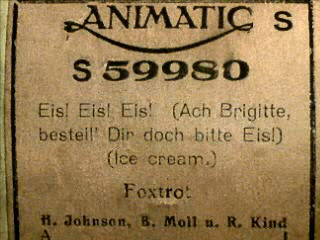 ANIMATIC S
S 59980
Eis! Eis! Eis! (Ach Brigitte,
bestell' Dir doch bitte Eis!)
(Ice cream.)
Foxtrot
H. Johnson, B. Moll u. R. Kind